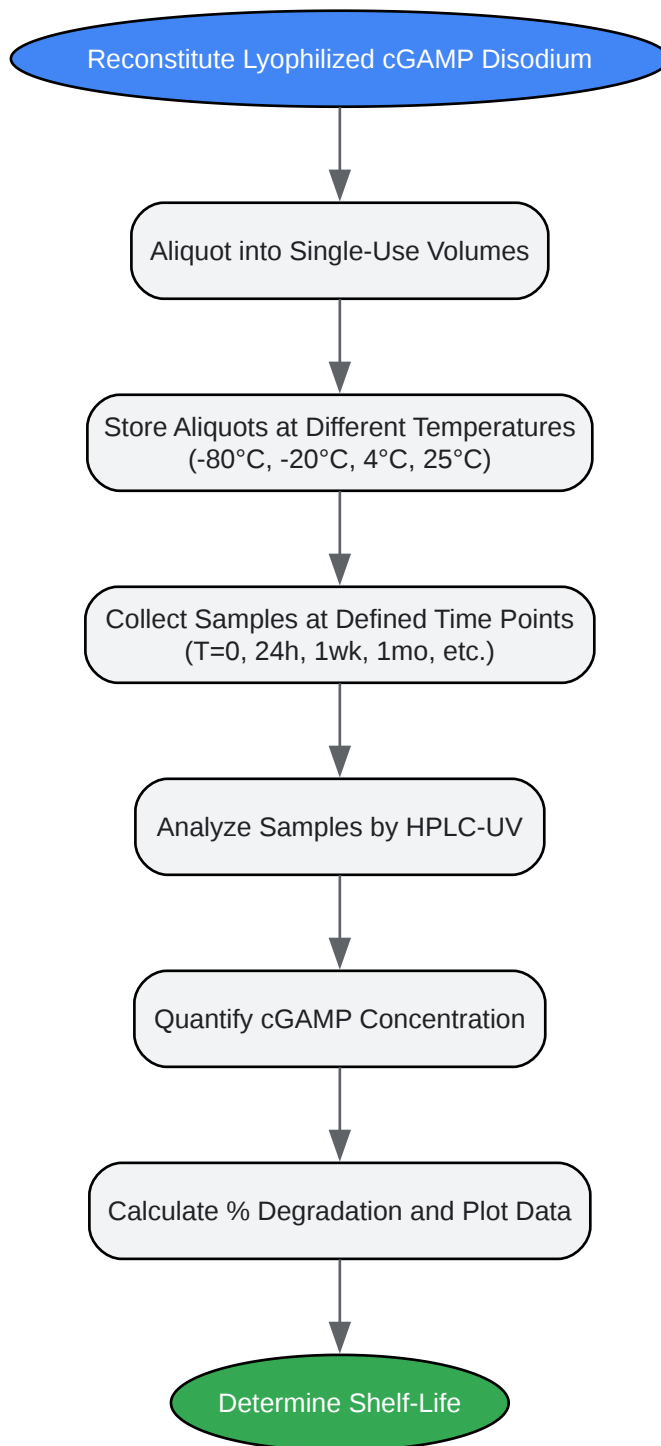 Reconstitute Lyophilized cGAMP Disodium
Aliquot into Single-Use Volumes
Store Aliquots at Different Temperatures
(-80°C, -20°C, 4°C, 25°C)
Collect Samples at Defined Time Points
(T=0, 24h, 1wk, 1mo, etc.)
Analyze Samples by HPLC-UV
Quantify cGAMP Concentration
Calculate % Degradation and Plot Data
Determine Shelf-Life